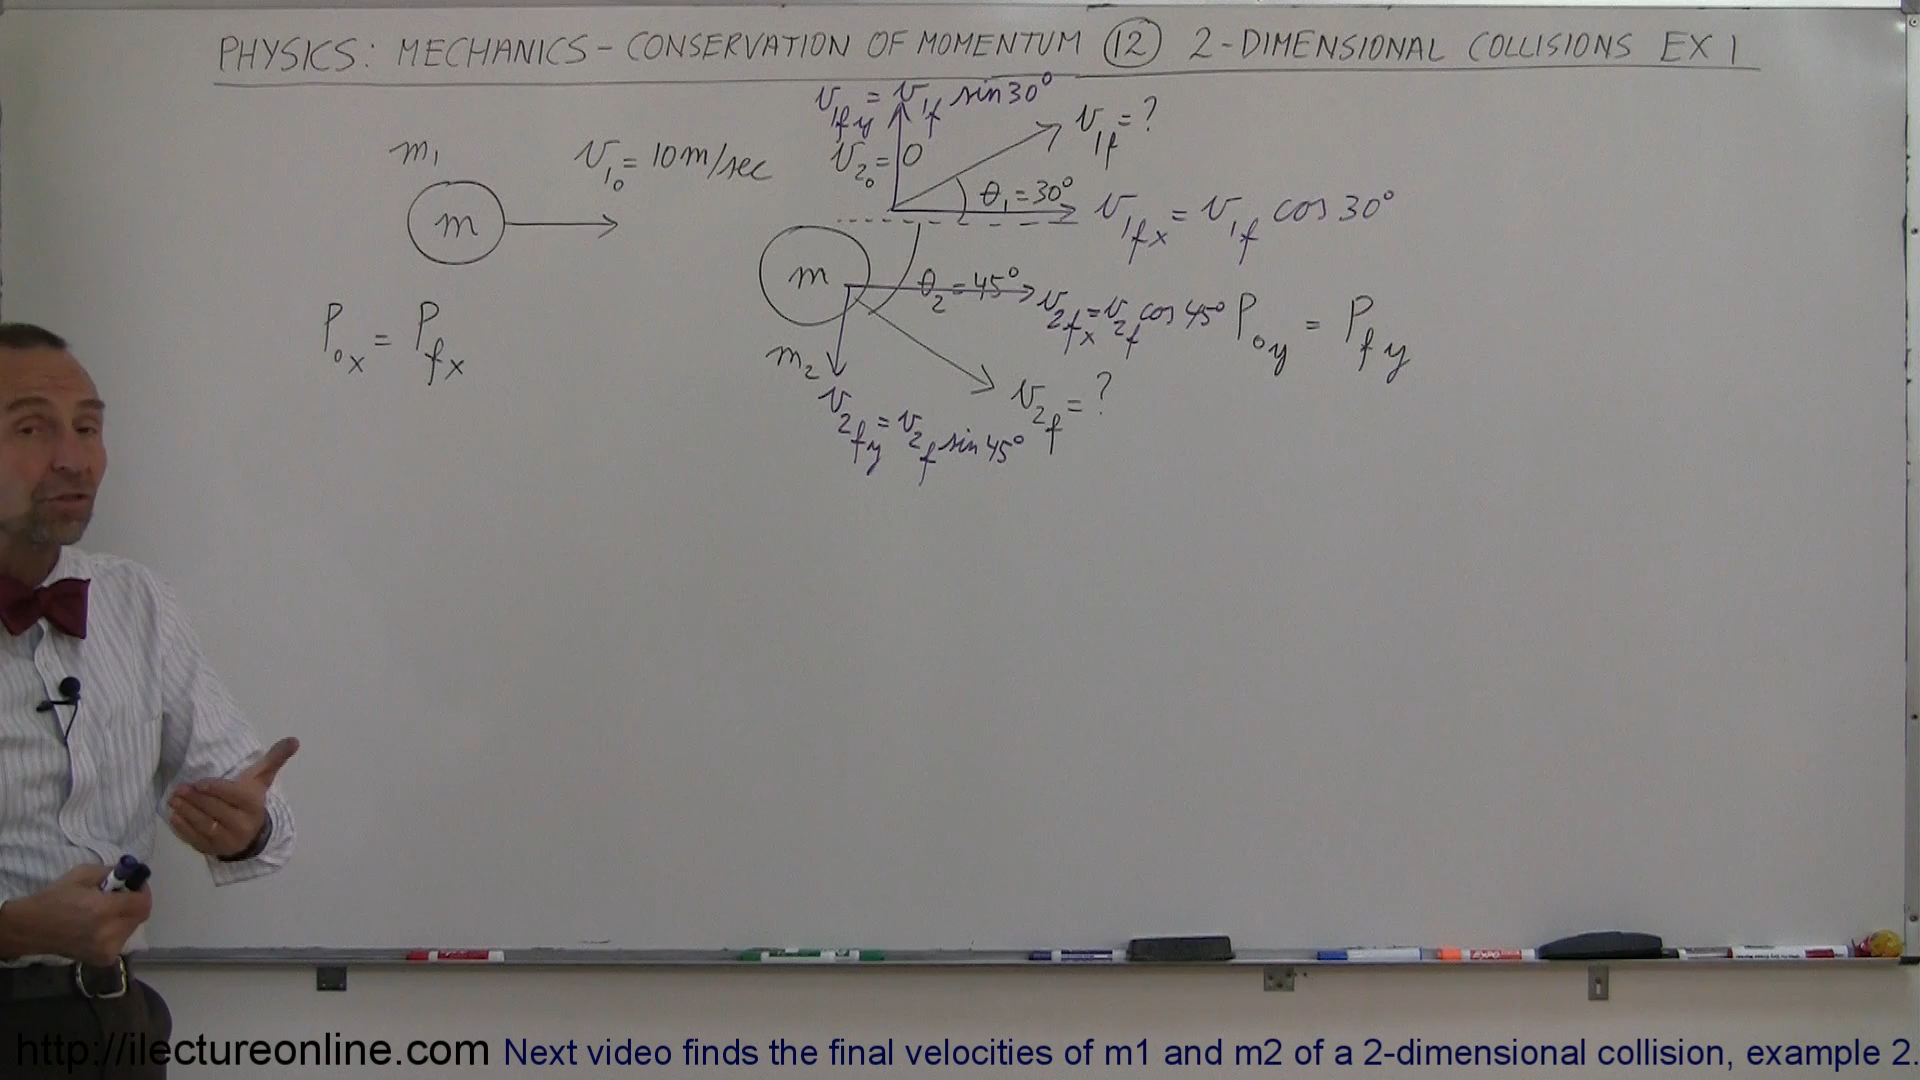 PHYSICS: MECHANICS - CONSERVATION OF MOMENTUM (12) 2-DIMENSIONAL COLLISIONS EX 1
v1fy = v1f sin30°
v1f = ?
m1
v1o = 10m/sec
v2o = 0
θ1 = 30°
m
v1fx = v1f cos 30°
m
θ2 = 45°
v2fx = v2f cos 45°
Pox = Pfx
Poy = Pfy
m2
v2f = ?
v2fy = v2f sin 45°
EXPO
http://ilectureonline.com Next video finds the final velocities of m1 and m2 of a 2-dimensional collision, example 2.